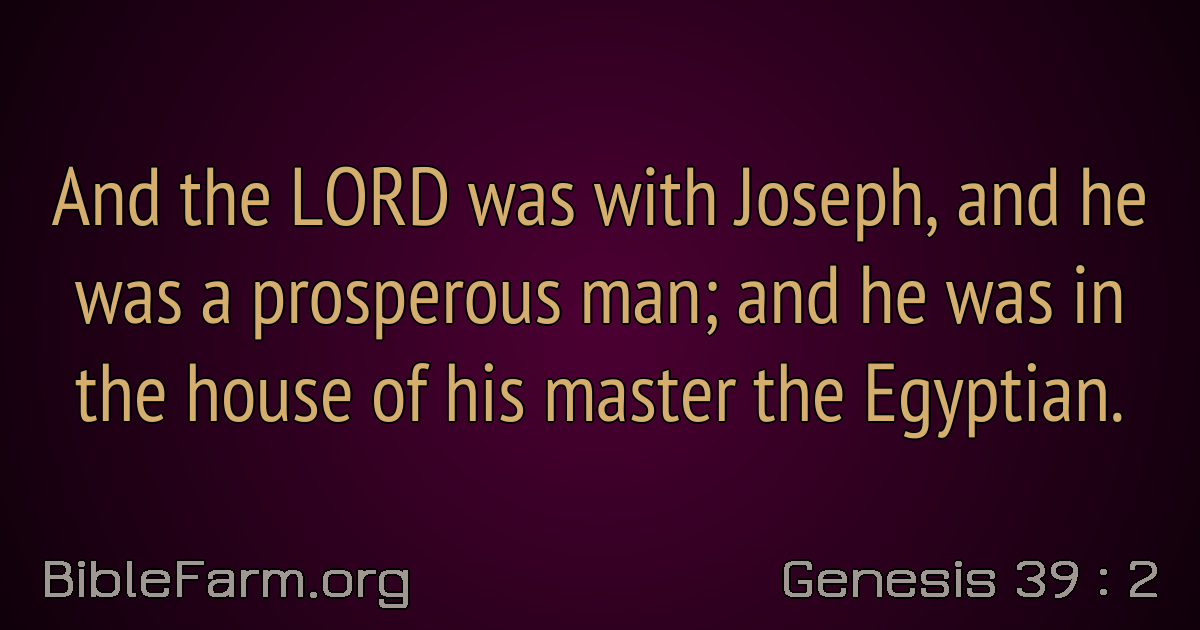 And the LORD was with Joseph, and he
was a prosperous man; and he was in
the house of his master the Egyptian.
BibleFarm.org
Genesis 39 : 2